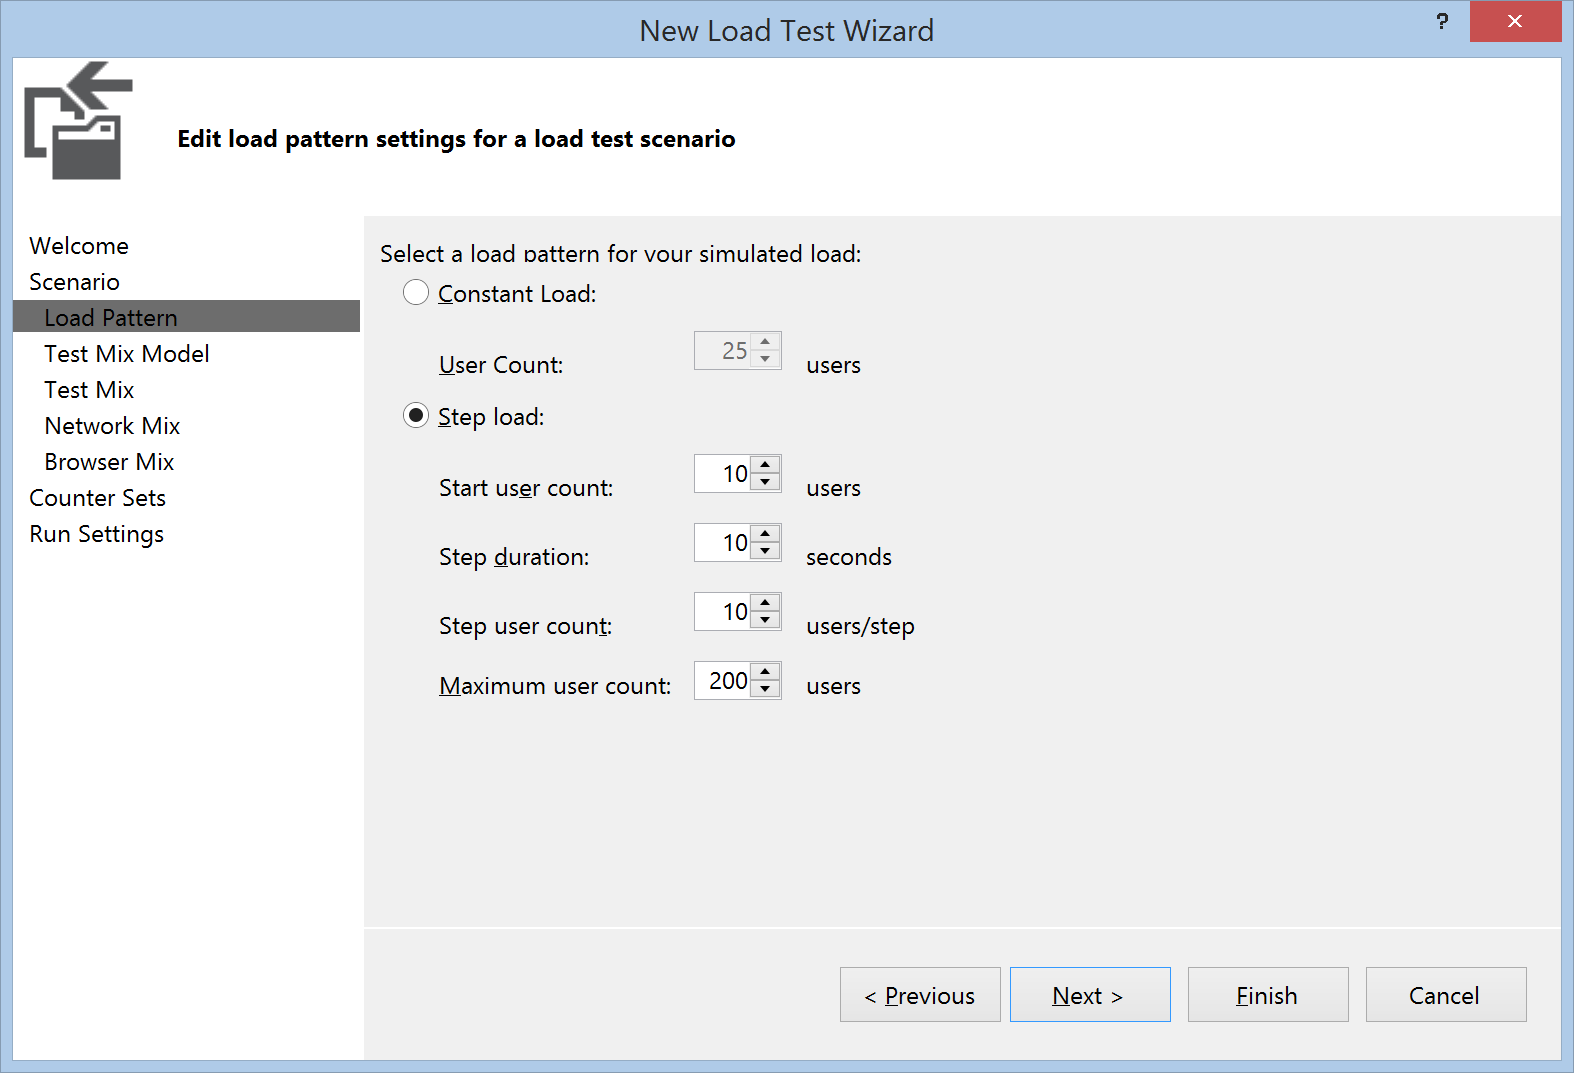 New Load Test Wizard
?
Edit load pattern settings for a load test scenario
Welcome
Scenario
Load Pattern
Test Mix Model
Test Mix
Network Mix
Browser Mix
Counter Sets
Run Settings
Select a load pattern for your simulated load:
Constant Load:
User Count: 25 users
Step load:
Start user count: 10 users
Step duration: 10 seconds
Step user count: 10 users/step
Maximum user count: 200 users
< Previous Next > Finish Cancel